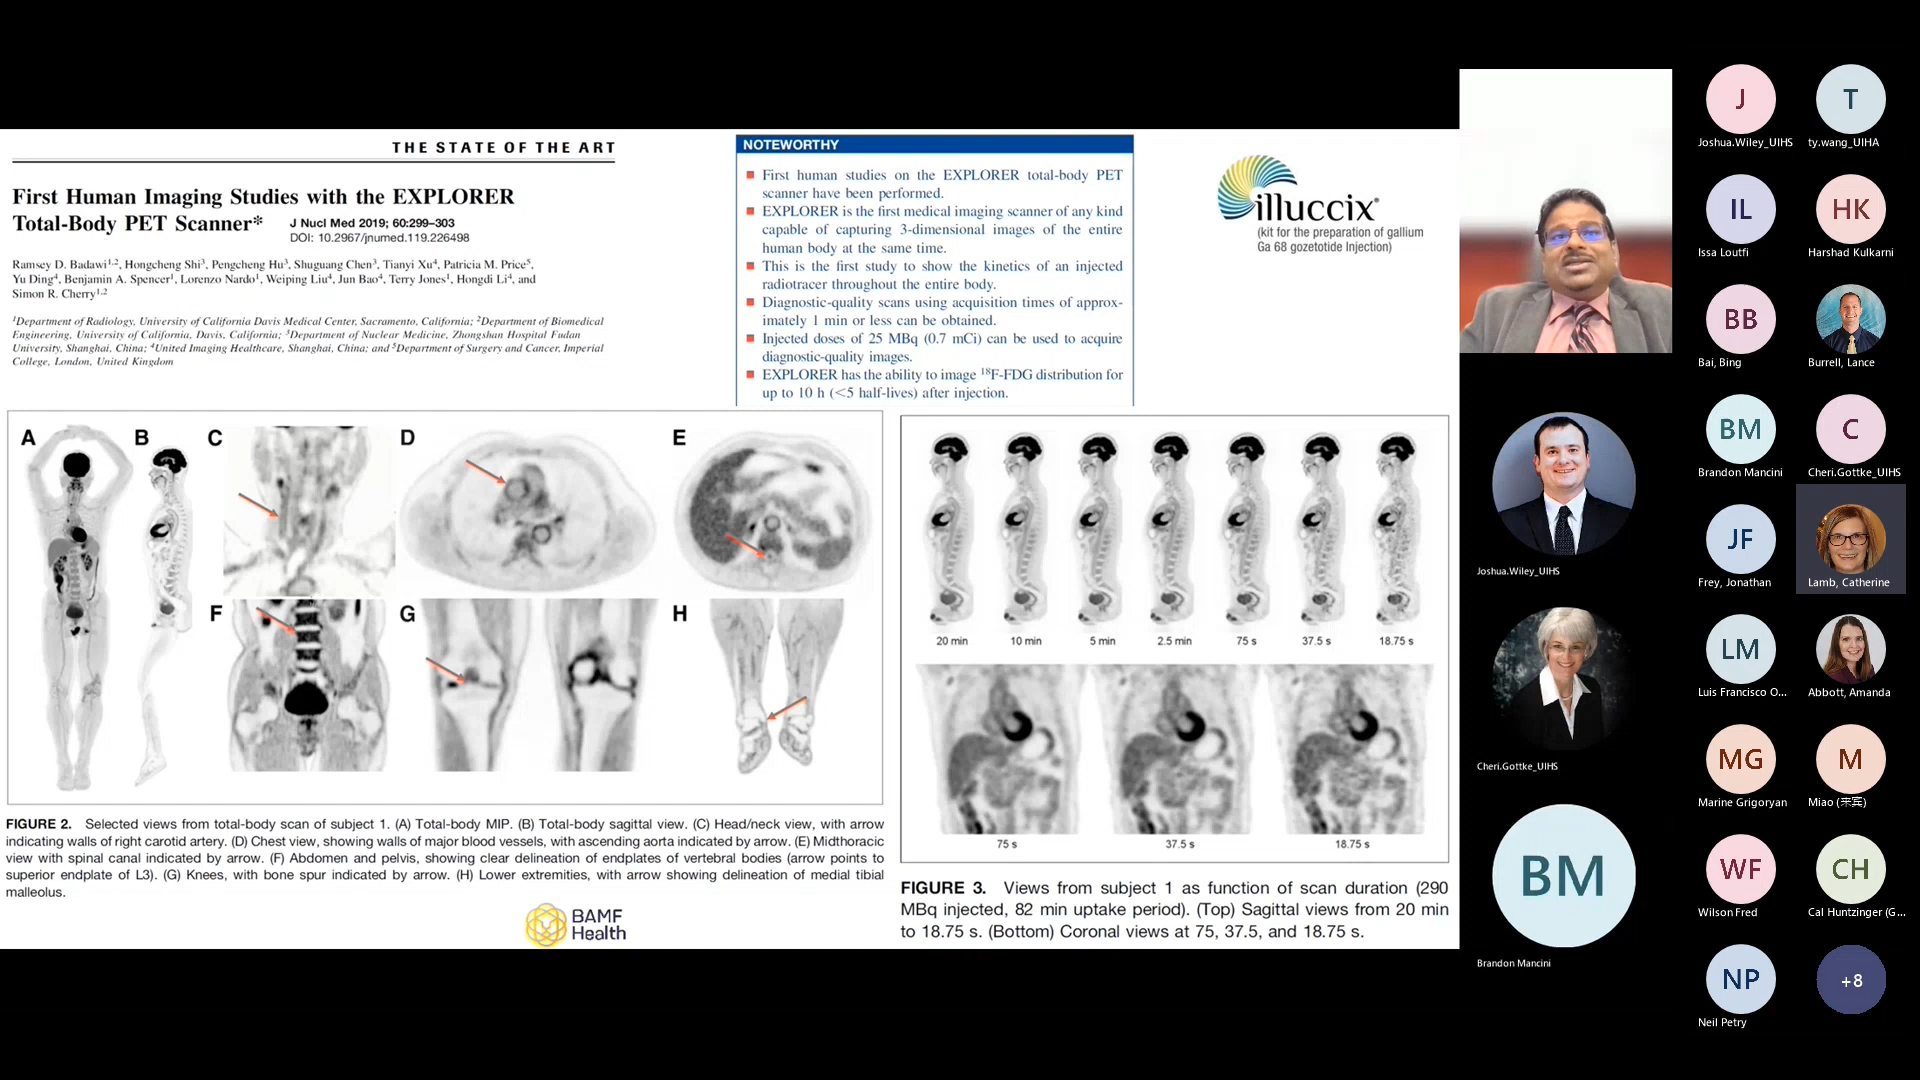 THE STATE OF THE ART
First Human Imaging Studies with the EXPLORER
Total-Body PET Scanner*
J Nucl Med 2019; 60:299–303
DOI: 10.2967/jnumed.119.226498
Ramsey D. Badawi1,2, Hongcheng Shi3, Pengcheng Hu3, Shuguang Chen3, Tianyi Xu4, Patricia M. Price5,
Yu Ding4, Benjamin A. Spencer1, Lorenzo Nardo1, Weiping Liu4, Jun Bao4, Terry Jones1, Hongdi Li4, and
Simon R. Cherry1,2
1Department of Radiology, University of California Davis Medical Center, Sacramento, California; 2Department of Biomedical
Engineering, University of California, Davis, California; 3Department of Nuclear Medicine, Zhongshan Hospital Fudan
University, Shanghai, China; 4United Imaging Healthcare, Shanghai, China; and 5Department of Surgery and Cancer, Imperial
College, London, United Kingdom
NOTEWORTHY
First human studies on the EXPLORER total-body PET
scanner have been performed.
EXPLORER is the first medical imaging scanner of any kind
capable of capturing 3-dimensional images of the entire
human body at the same time.
This is the first study to show the kinetics of an injected
radiotracer throughout the entire body.
Diagnostic-quality scans using acquisition times of approx-
imately 1 min or less can be obtained.
Injected doses of 25 MBq (0.7 mCi) can be used to acquire
diagnostic-quality images.
EXPLORER has the ability to image 18F-FDG distribution for
up to 10 h (<5 half-lives) after injection.
illuccix®
(kit for the preparation of gallium
Ga 68 gozetotide Injection)
A B C D E
F G H
FIGURE 2. Selected views from total-body scan of subject 1. (A) Total-body MIP. (B) Total-body sagittal view. (C) Head/neck view, with arrow
indicating walls of right carotid artery. (D) Chest view, showing walls of major blood vessels, with ascending aorta indicated by arrow. (E) Midthoracic
view with spinal canal indicated by arrow. (F) Abdomen and pelvis, showing clear delineation of endplates of vertebral bodies (arrow points to
superior endplate of L3). (G) Knees, with bone spur indicated by arrow. (H) Lower extremities, with arrow showing delineation of medial tibial
malleolus.
BAMF
Health
20 min 10 min 5 min 2.5 min 75 s 37.5 s 18.75 s
75 s 37.5 s 18.75 s
FIGURE 3. Views from subject 1 as function of scan duration (290
MBq injected, 82 min uptake period). (Top) Sagittal views from 20 min
to 18.75 s. (Bottom) Coronal views at 75, 37.5, and 18.75 s.
Joshua.Wiley_UIHS
Cheri.Gottke_UIHS
BM
Brandon Mancini
J T
Joshua.Wiley_UIHS ty.wang_UIHA
IL HK
Issa Loutfi Harshad Kulkarni
BB
Bai, Bing Burrell, Lance
BM C
Brandon Mancini Cheri.Gottke_UIHS
JF
Frey, Jonathan Lamb, Catherine
LM
Luis Francisco O... Abbott, Amanda
MG M
Marine Grigoryan Miao (来宾)
WF CH
Wilson Fred Cal Huntzinger (G...
NP +8
Neil Petry